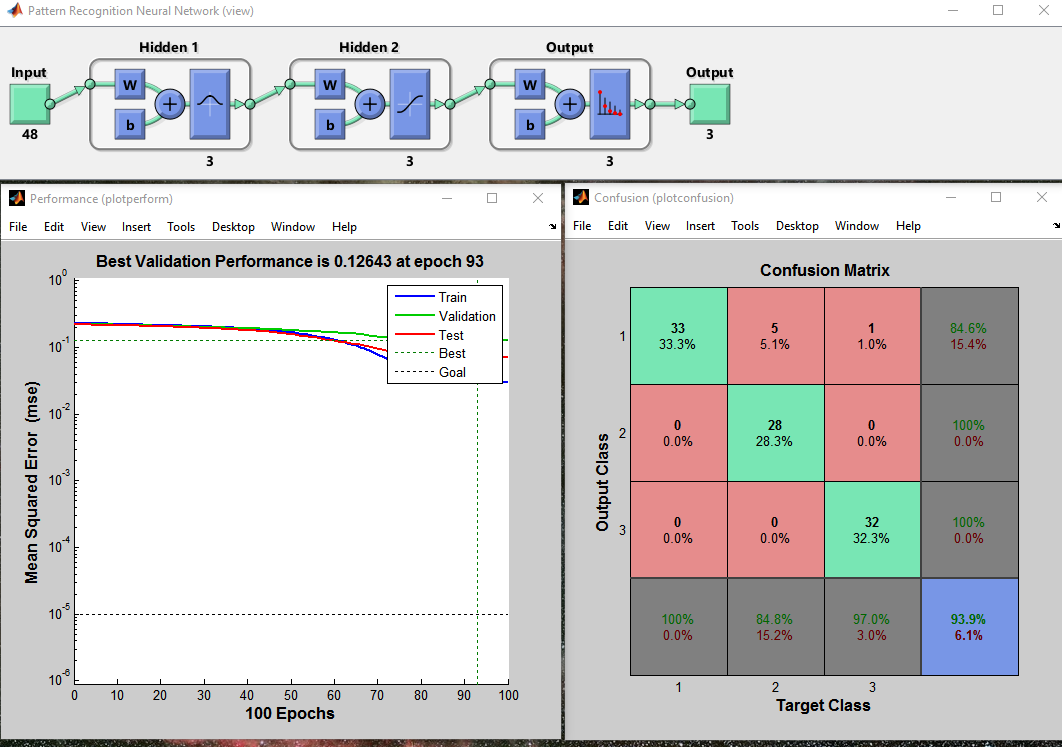 Pattern Recognition Neural Network (view)
Hidden 1 Hidden 2 Output
Input Output
W W W
+ + +
b b b
48 3
3 3 3
Performance (plotperform)
File Edit View Insert Tools Desktop Window Help
Best Validation Performance is 0.12643 at epoch 93
Mean Squared Error (mse)
10^0
10^-1
10^-2
10^-3
10^-4
10^-5
10^-6
Train
Validation
Test
Best
Goal
0 10 20 30 40 50 60 70 80 90 100
100 Epochs
Confusion (plotconfusion)
File Edit View Insert Tools Desktop Window Help
Confusion Matrix
Output Class
1
33 5 1 84.6%
33.3% 5.1% 1.0% 15.4%
2
0 28 0 100%
0.0% 28.3% 0.0% 0.0%
3
0 0 32 100%
0.0% 0.0% 32.3% 0.0%
100% 84.8% 97.0% 93.9%
0.0% 15.2% 3.0% 6.1%
1 2 3
Target Class